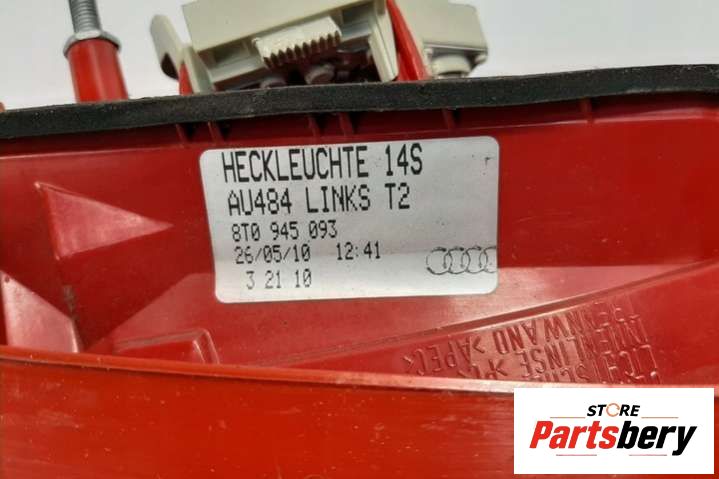 HECKLEUCHTE 14S
AU484 LINKS T2
8T0 945 093
26/05/10 12:41
3 21 10
STORE
Partsbery